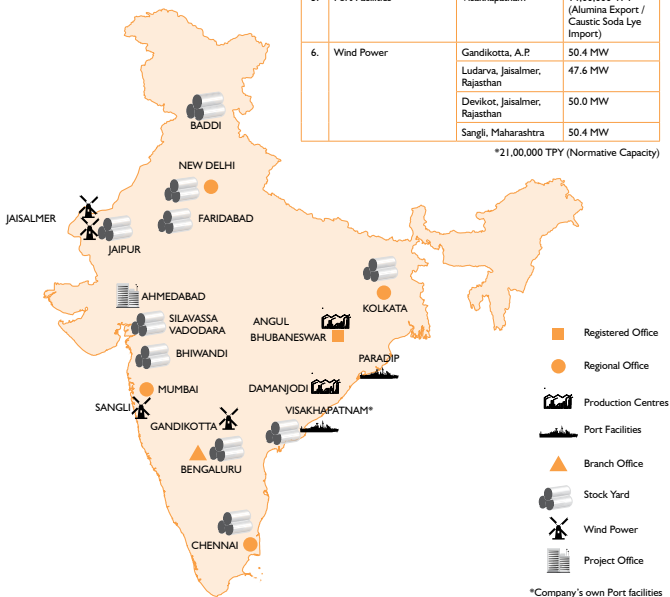 (Alumina Export /
Caustic Soda Lye
Import)
6. Wind Power Gandikotta, A.P. 50.4 MW
Ludarva, Jaisalmer,
Rajasthan 47.6 MW
Devikot, Jaisalmer,
Rajasthan 50.0 MW
Sangli, Maharashtra 50.4 MW
*21,00,000 TPY (Normative Capacity)
BADDI
NEW DELHI
JAISALMER
FARIDABAD
JAIPUR
AHMEDABAD
KOLKATA
SILAVASSA
VADODARA
ANGUL
BHUBANESWAR
BHIWANDI
PARADIP
MUMBAI
DAMANJODI
SANGLI
VISAKHAPATNAM*
GANDIKOTTA
BENGALURU
CHENNAI
Registered Office
Regional Office
Production Centres
Port Facilities
Branch Office
Stock Yard
Wind Power
Project Office
*Company's own Port facilities